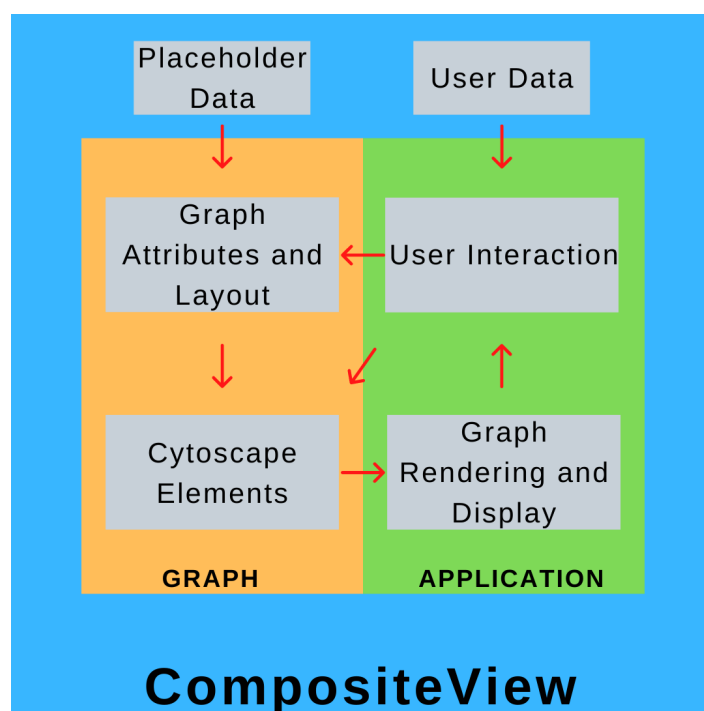 Placeholder
Data
User Data
Graph
Attributes and
Layout
User Interaction
Cytoscape
Elements
Graph
Rendering and
Display
GRAPH
APPLICATION
CompositeView